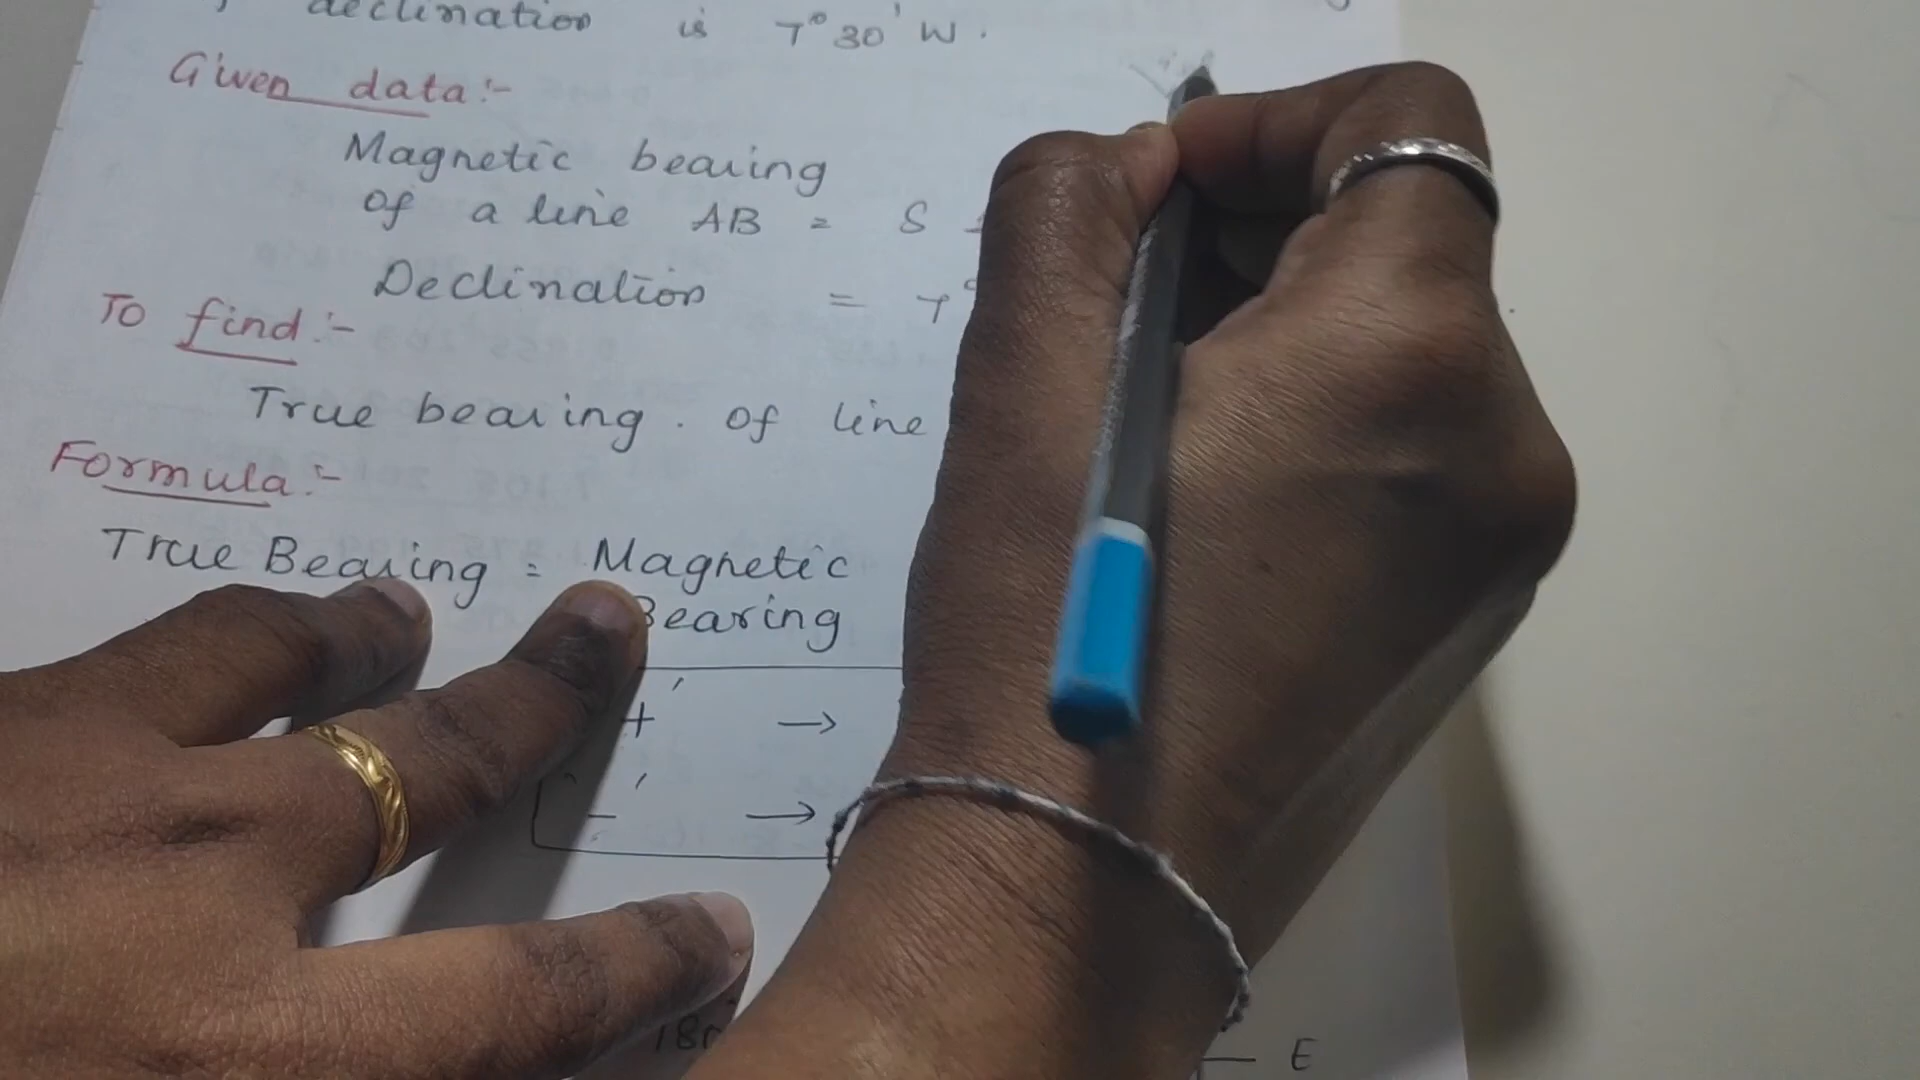 declination is 7° 30' W.
Given data:-
Magnetic bearing
of a line AB = S
Declination = 7°
To find:-
True bearing. of line
Formula:-
True Bearing = Magnetic
Bearing
+ →
- →
E